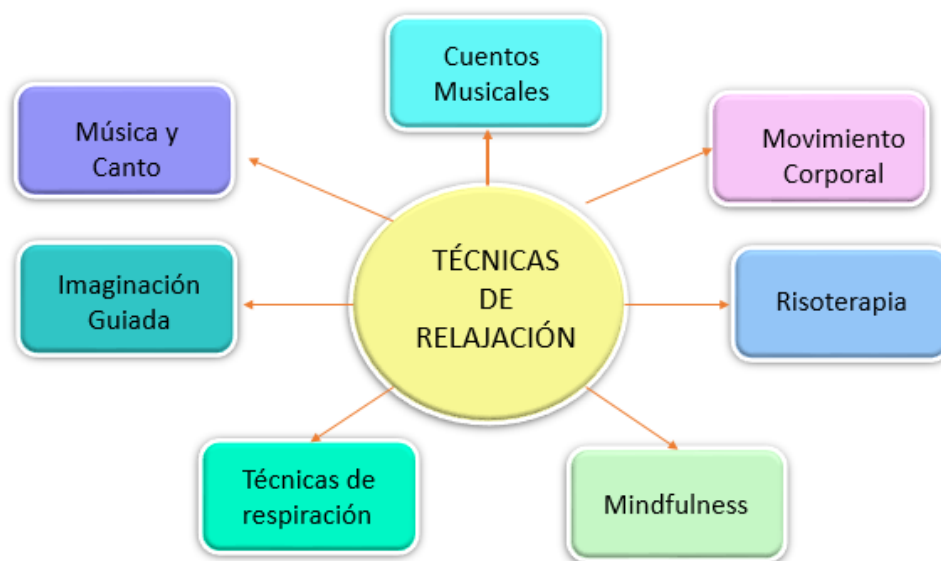 Cuentos
Musicales
Música y
Canto
Movimiento
Corporal
TÉCNICAS
DE
RELAJACIÓN
Imaginación
Guiada
Risoterapia
Técnicas de
respiración
Mindfulness